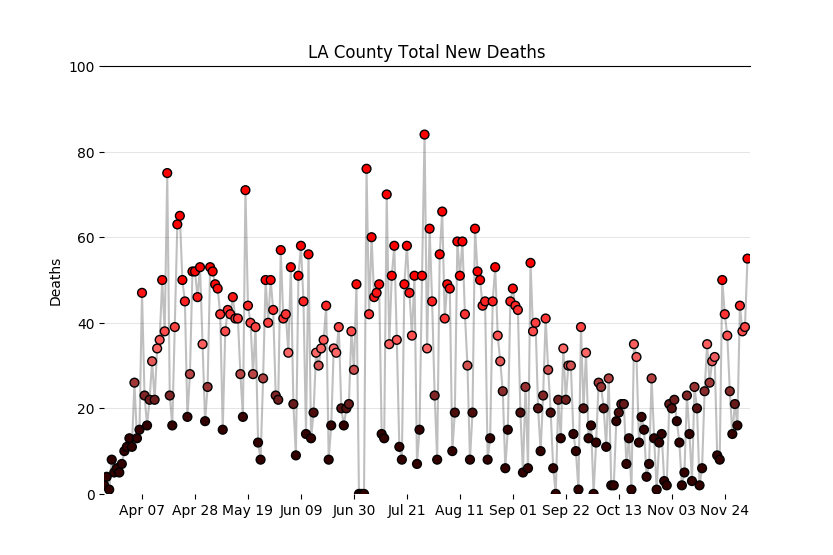 LA County Total New Deaths
100
80
60
40
20
0
Deaths
Apr 07 Apr 28 May 19 Jun 09 Jun 30 Jul 21 Aug 11 Sep 01 Sep 22 Oct 13 Nov 03 Nov 24